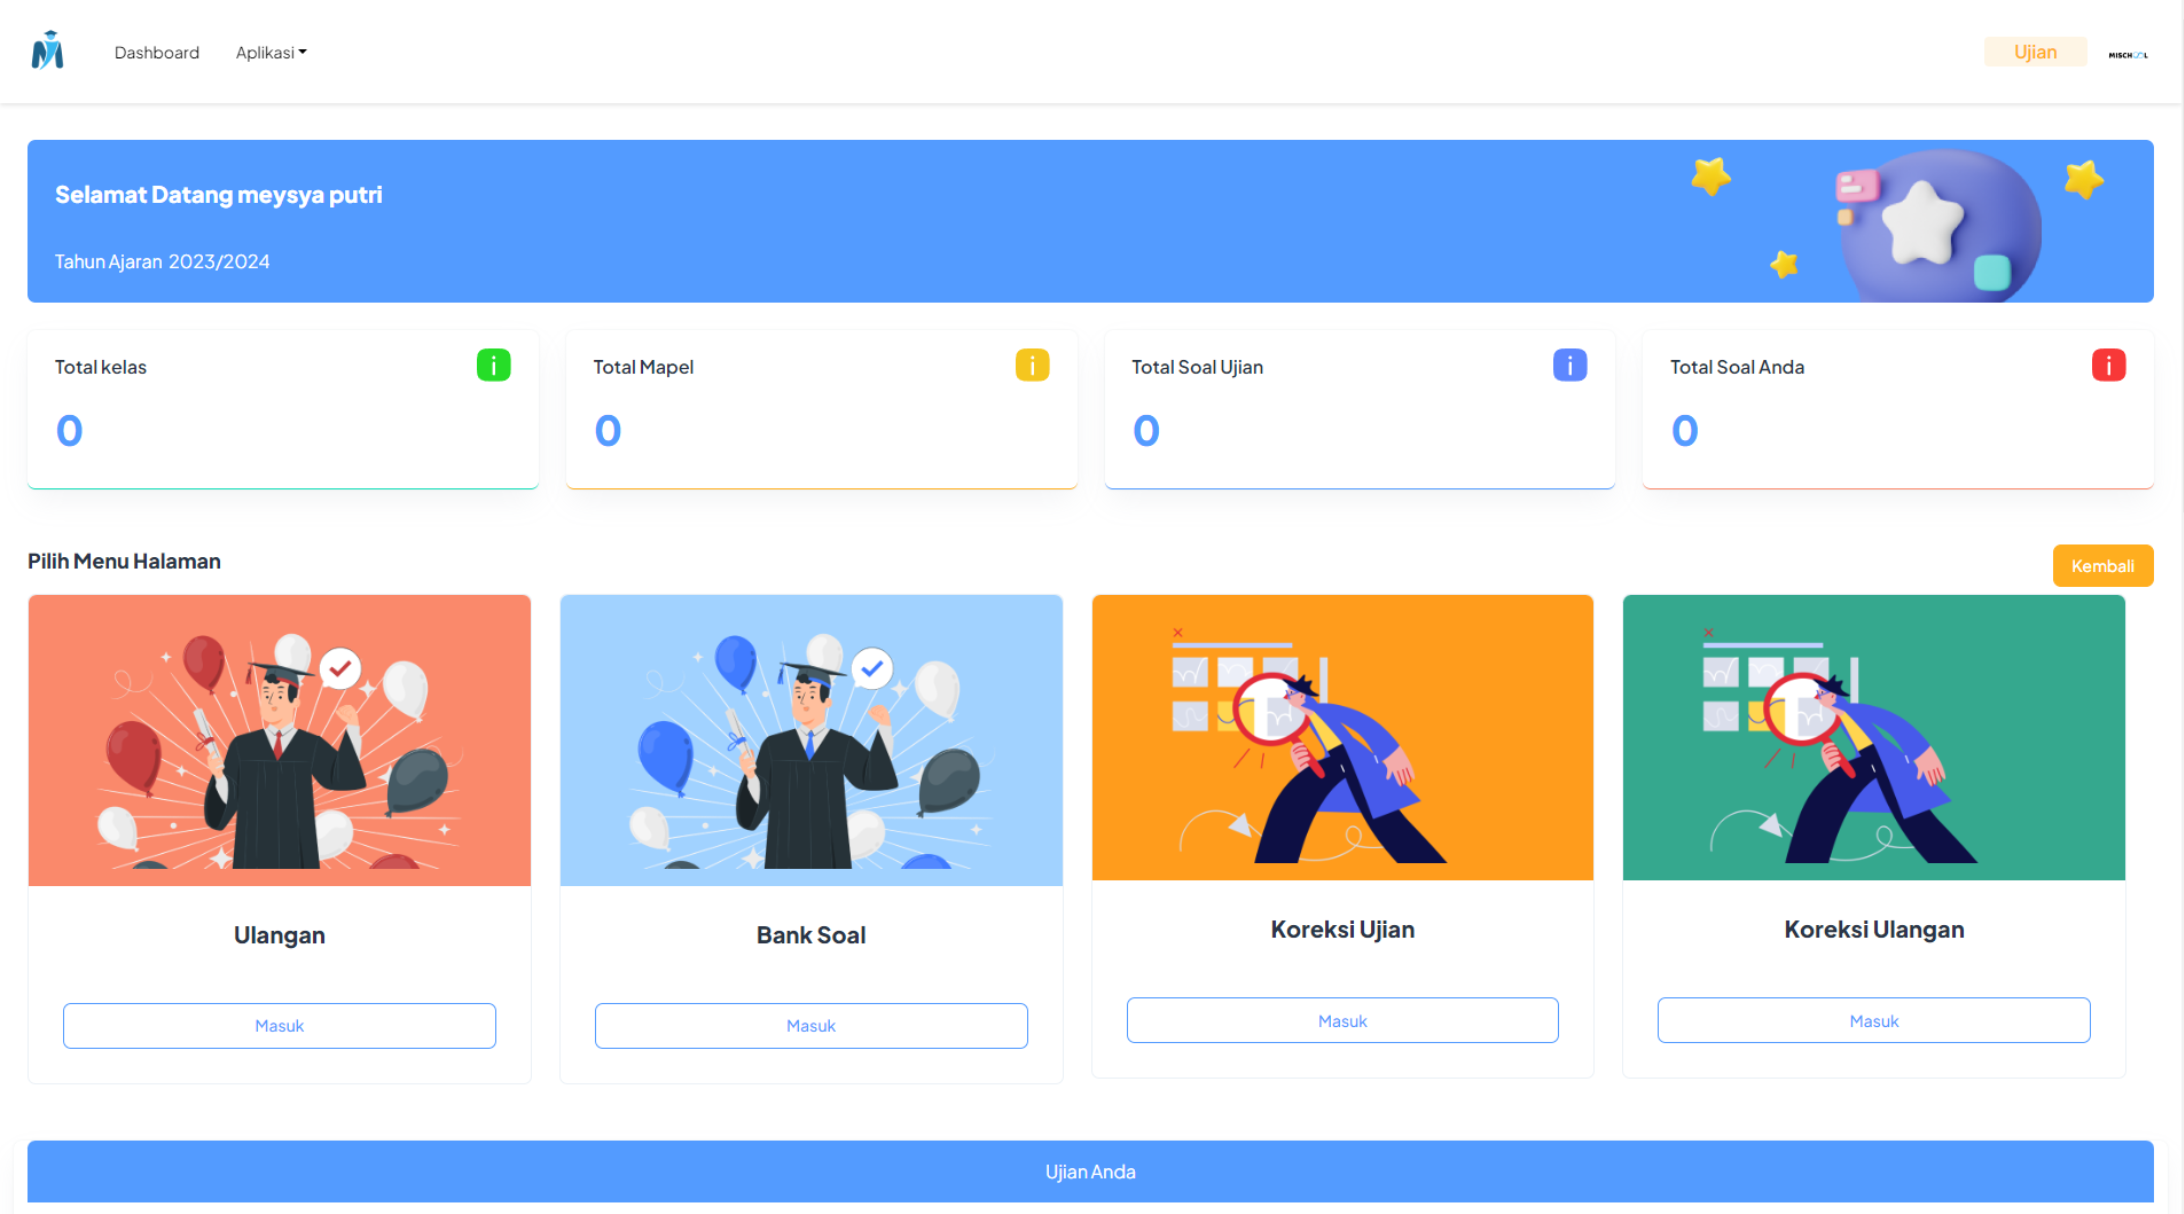 Dashboard Aplikasi Ujian MISCHOOL
Selamat Datang meysya putri
Tahun Ajaran 2023/2024
Total kelas Total Mapel Total Soal Ujian Total Soal Anda
0 0 0 0
Pilih Menu Halaman Kembali
Ulangan Bank Soal Koreksi Ujian Koreksi Ulangan
Masuk Masuk Masuk Masuk
Ujian Anda